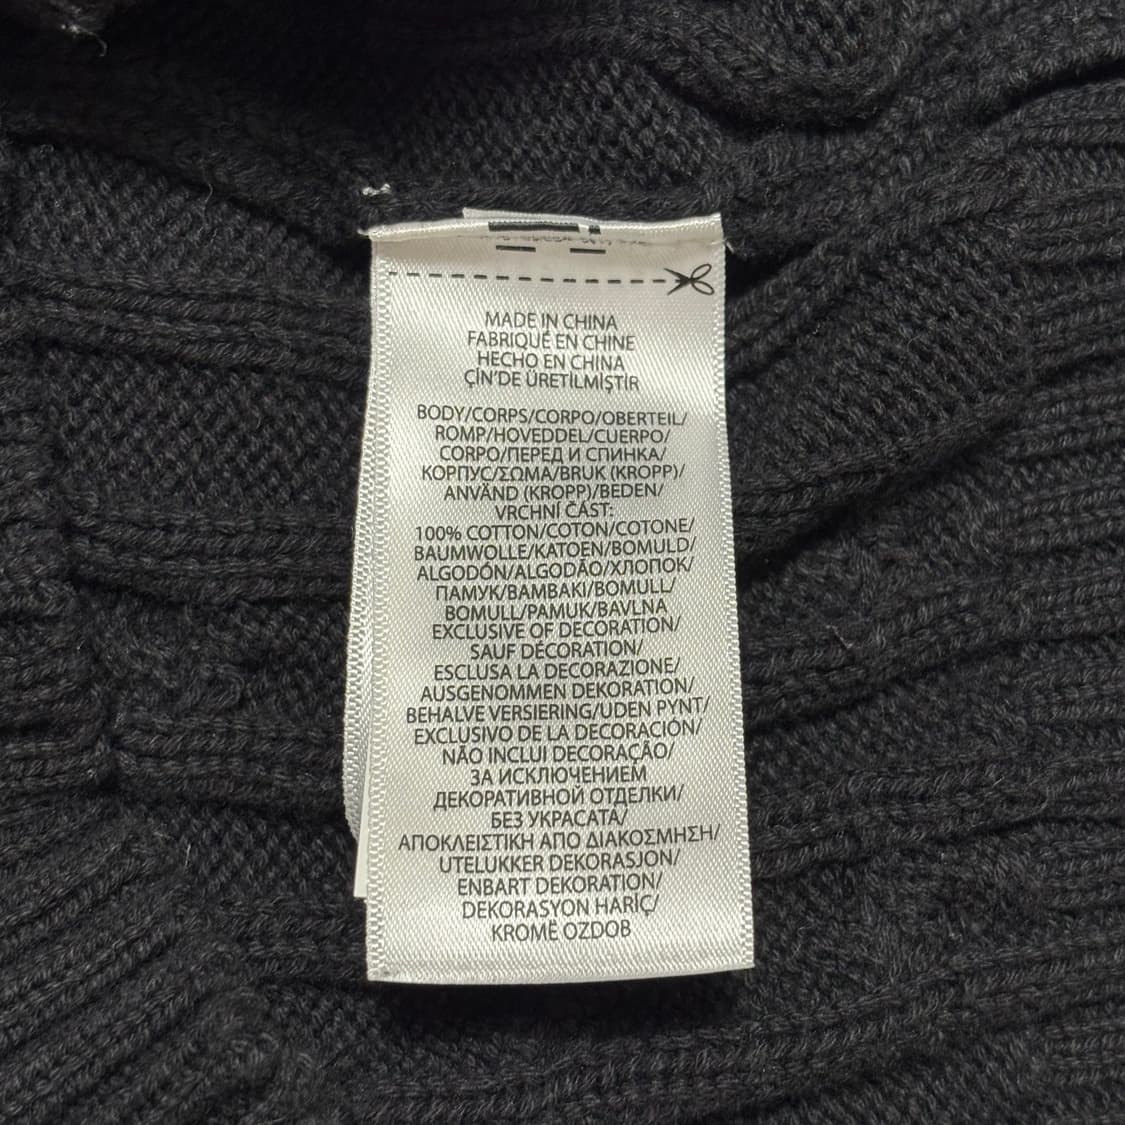 MADE IN CHINA
FABRIQUÉ EN CHINE
HECHO EN CHINA
ÇİN'DE ÜRETİLMİŞTİR
BODY/CORPS/CORPO/OBERTEIL/
ROMP/HOVEDDEL/CUERPO/
CORPO/ПЕРЕД И СПИНКА/
КОРПУС/ΣΩΜΑ/BRUK (KROPP)/
ANVÄND (KROPP)/BEDEN/
VRCHNÍ ČÁST:
100% COTTON/COTON/COTONE/
BAUMWOLLE/KATOEN/BOMULD/
ALGODÓN/ALGODÃO/ХЛОПОК/
ПАМУК/ΒΑΜΒΑΚΙ/BOMULL/
BOMULL/PAMUK/BAVLNA
EXCLUSIVE OF DECORATION/
SAUF DÉCORATION/
ESCLUSA LA DECORAZIONE/
AUSGENOMMEN DEKORATION/
BEHALVE VERSIERING/UDEN PYNT/
EXCLUSIVO DE LA DECORACIÓN/
NÃO INCLUI DECORAÇÃO/
ЗА ИСКЛЮЧЕНИЕМ
ДЕКОРАТИВНОЙ ОТДЕЛКИ/
БЕЗ УКРАСАТА/
ΑΠΟΚΛΕΙΣΤΙΚΗ ΑΠΟ ΔΙΑΚΟΣΜΗΣΗ/
UTELUKKER DEKORASJON/
ENBART DEKORATION/
DEKORASYON HARİÇ/
KROMĚ OZDOB